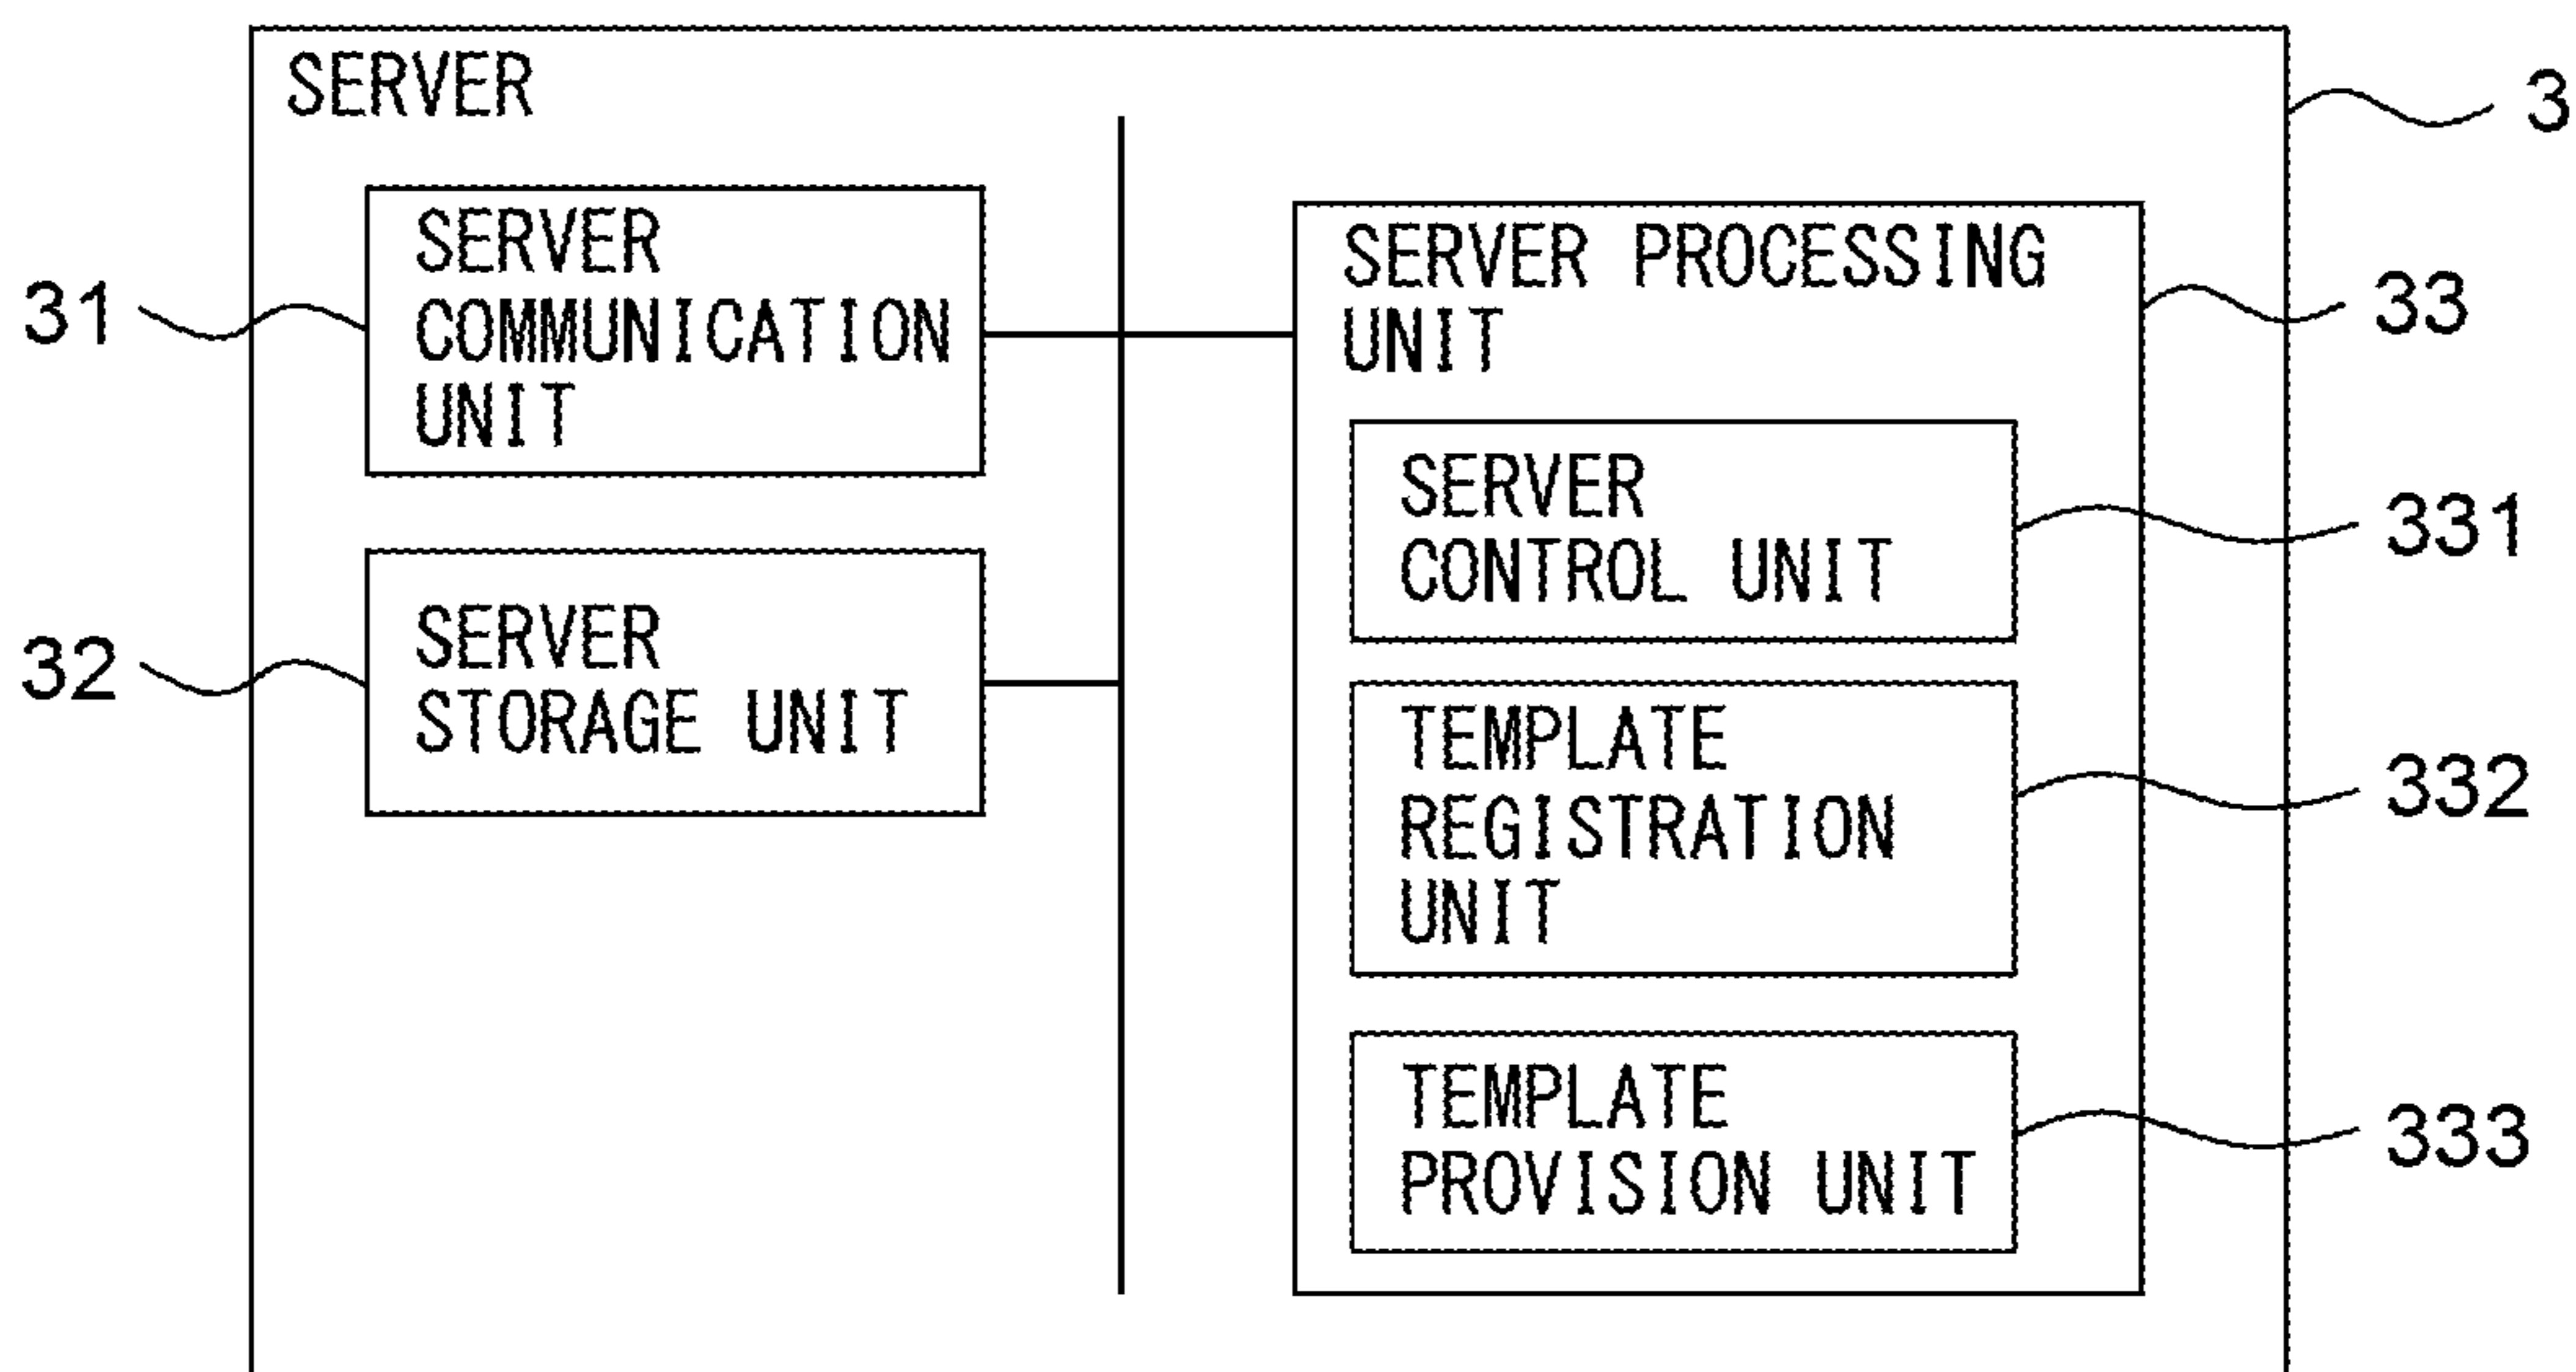 SERVER
3
31
SERVER
COMMUNICATION
UNIT
32
SERVER
STORAGE UNIT
SERVER PROCESSING
UNIT
33
SERVER
CONTROL UNIT
331
TEMPLATE
REGISTRATION
UNIT
332
TEMPLATE
PROVISION UNIT
333